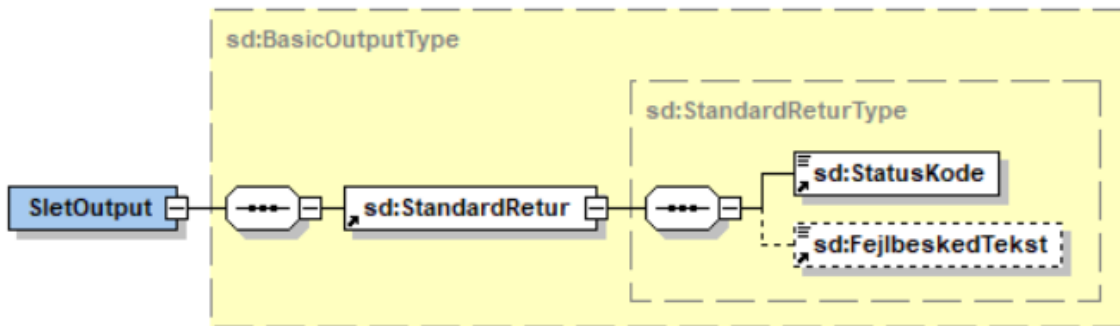 sd:BasicOutputType
sd:StandardReturType
sd:StatusKode
SletOutput
sd:StandardRetur
sd:FejlbeskedTekst